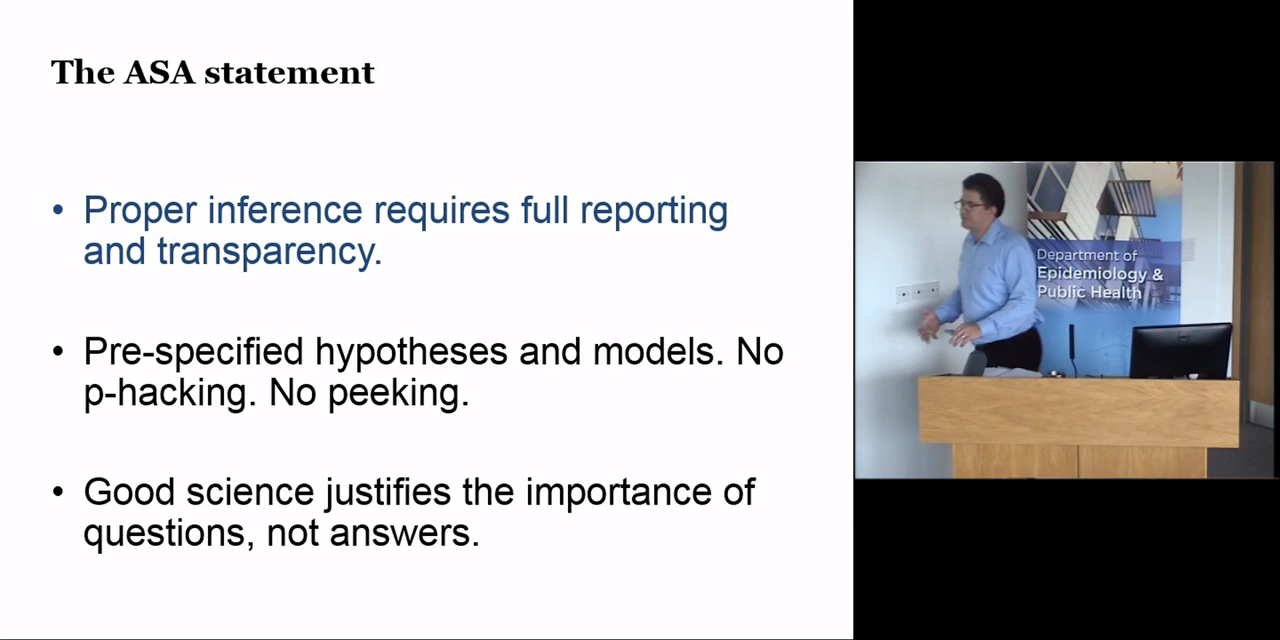 The ASA statement
• Proper inference requires full reporting
and transparency.
• Pre-specified hypotheses and models. No
p-hacking. No peeking.
• Good science justifies the importance of
questions, not answers.
Department of
Epidemiology &
Public Health